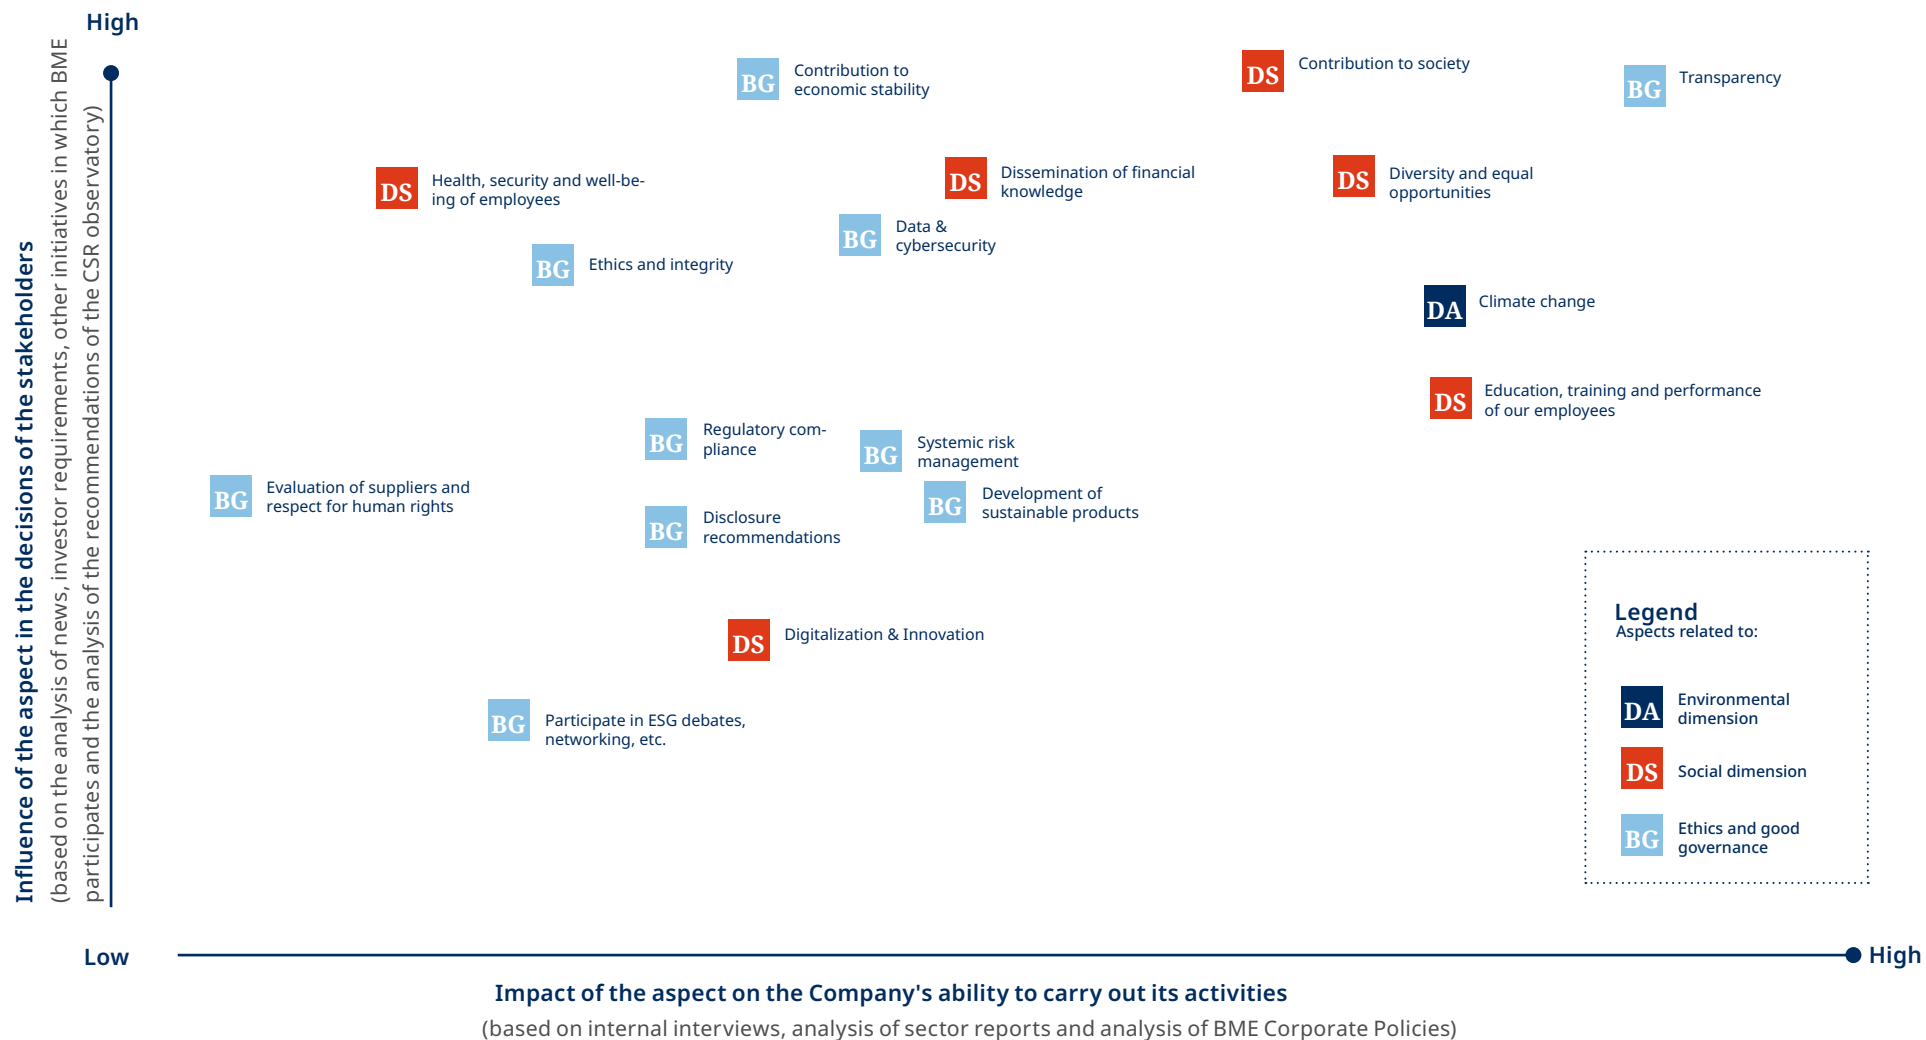 High
Influence of the aspect in the decisions of the stakeholders
(based on the analysis of news, investor requirements, other initiatives in which BME
participates and the analysis of the recommendations of the CSR observatory)
BG
Contribution to
economic stability
DS
Contribution to society
BG
Transparency
DS
Health, security and well-be-
ing of employees
DS
Dissemination of financial
knowledge
DS
Diversity and equal
opportunities
BG
Data &
cybersecurity
BG
Ethics and integrity
DA
Climate change
DS
Education, training and performance
of our employees
BG
Regulatory com-
pliance
BG
Systemic risk
management
BG
Evaluation of suppliers and
respect for human rights
BG
Development of
sustainable products
BG
Disclosure
recommendations
DS
Digitalization & Innovation
BG
Participate in ESG debates,
networking, etc.
Legend
Aspects related to:
DA
Environmental
dimension
DS
Social dimension
BG
Ethics and good
governance
Low
High
Impact of the aspect on the Company's ability to carry out its activities
(based on internal interviews, analysis of sector reports and analysis of BME Corporate Policies)